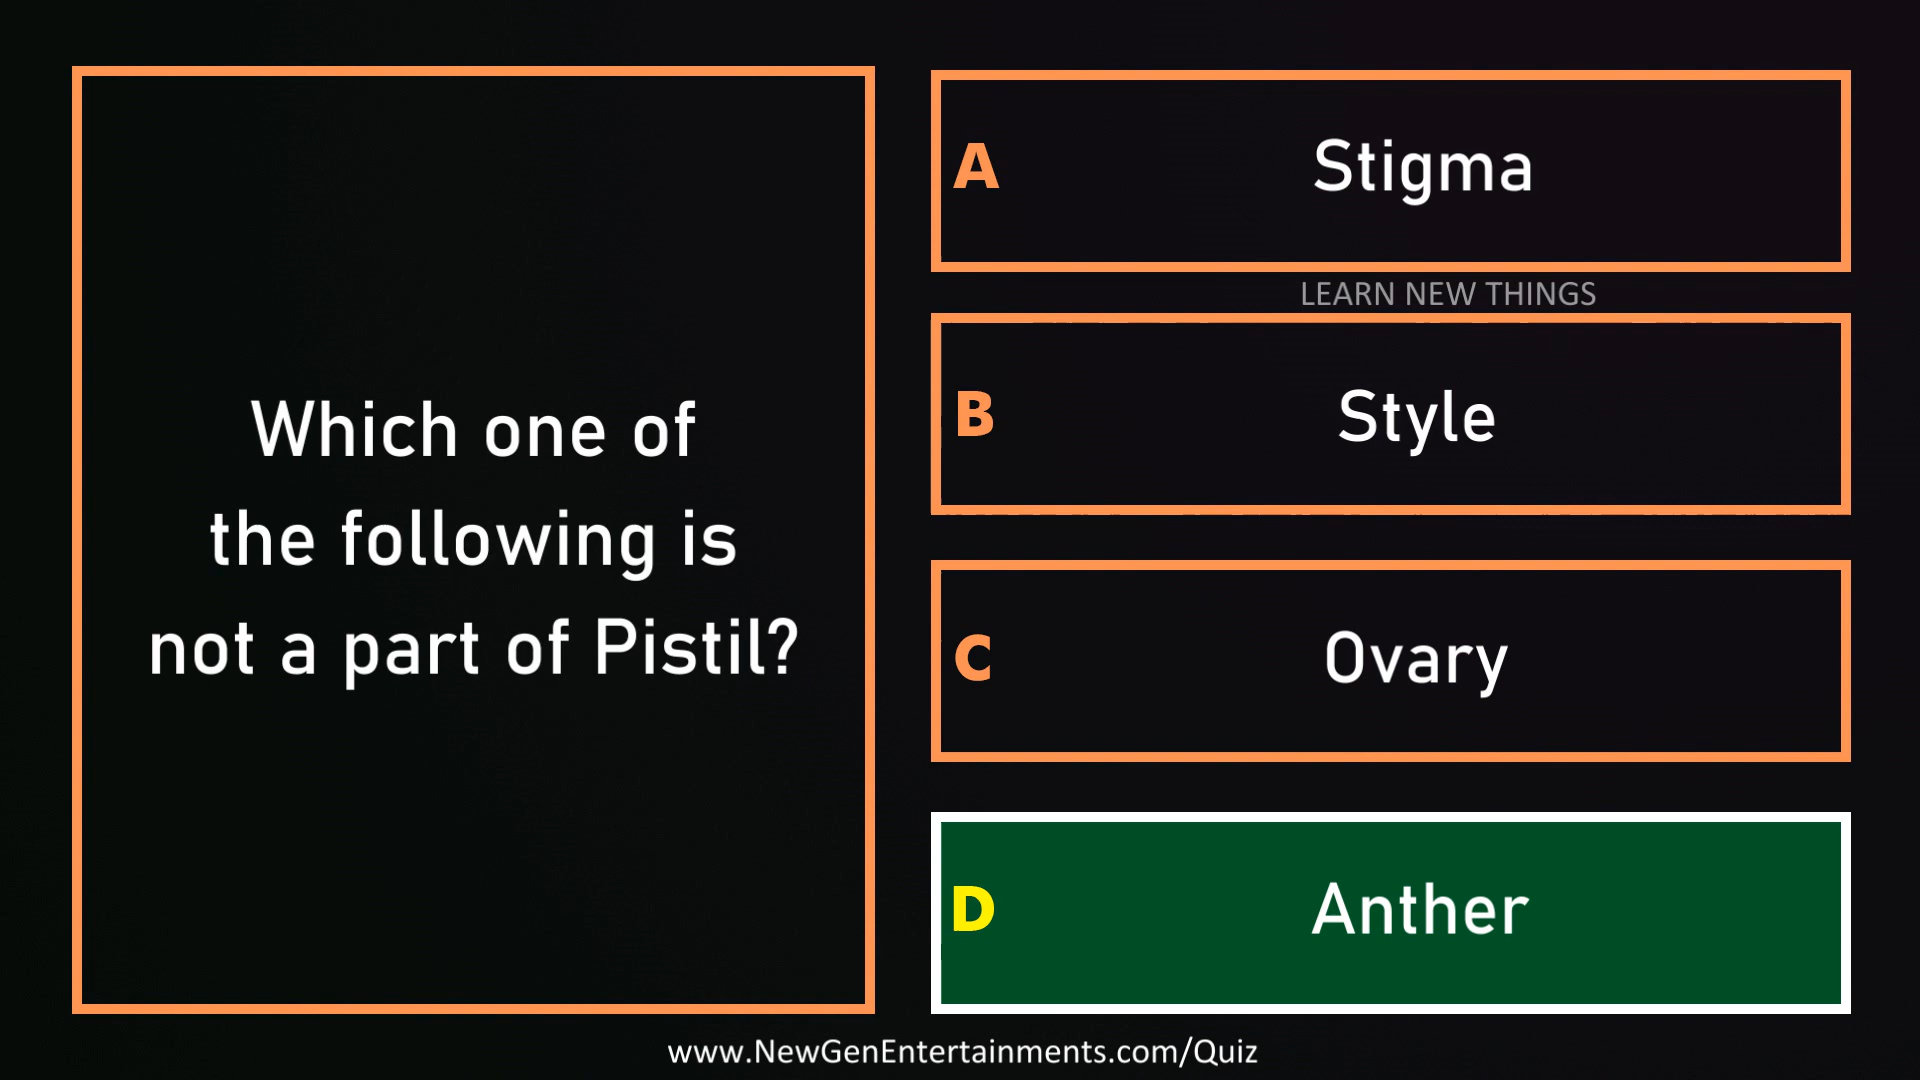 Which one of
the following is
not a part of Pistil?
A Stigma
LEARN NEW THINGS
B Style
C Ovary
D Anther
www.NewGenEntertainments.com/Quiz